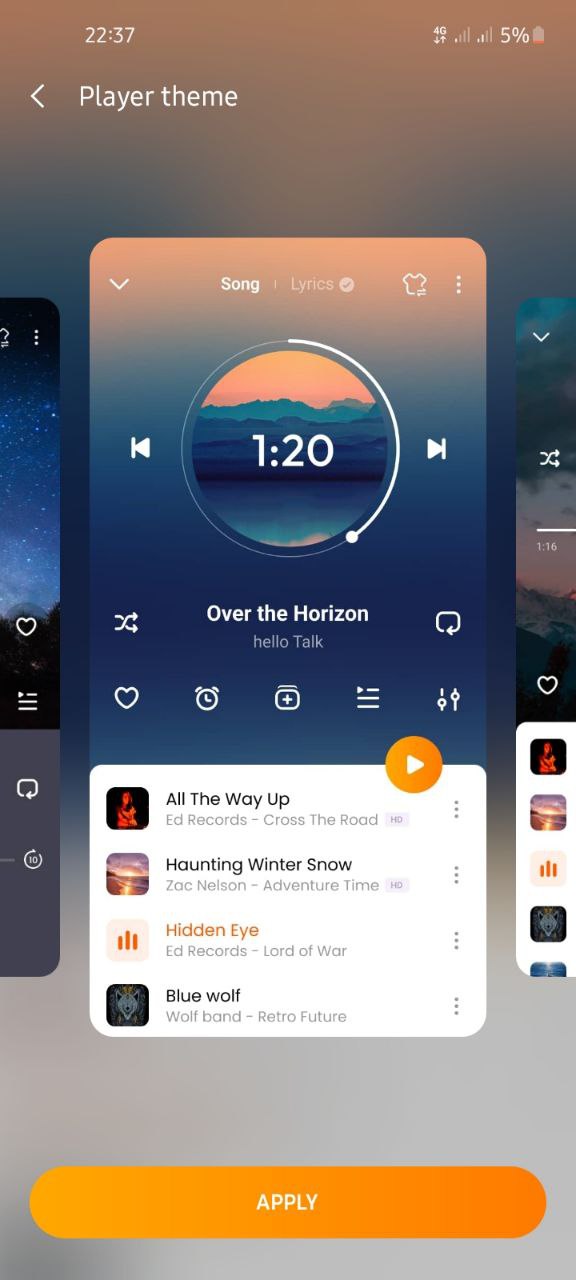 22:37
4G
5%
Player theme
Song
Lyrics
1:20
Over the Horizon
hello Talk
1:16
All The Way Up
Ed Records - Cross The Road HD
Haunting Winter Snow
Zac Nelson - Adventure Time HD
10
Hidden Eye
Ed Records - Lord of War
Blue wolf
Wolf band - Retro Future
APPLY